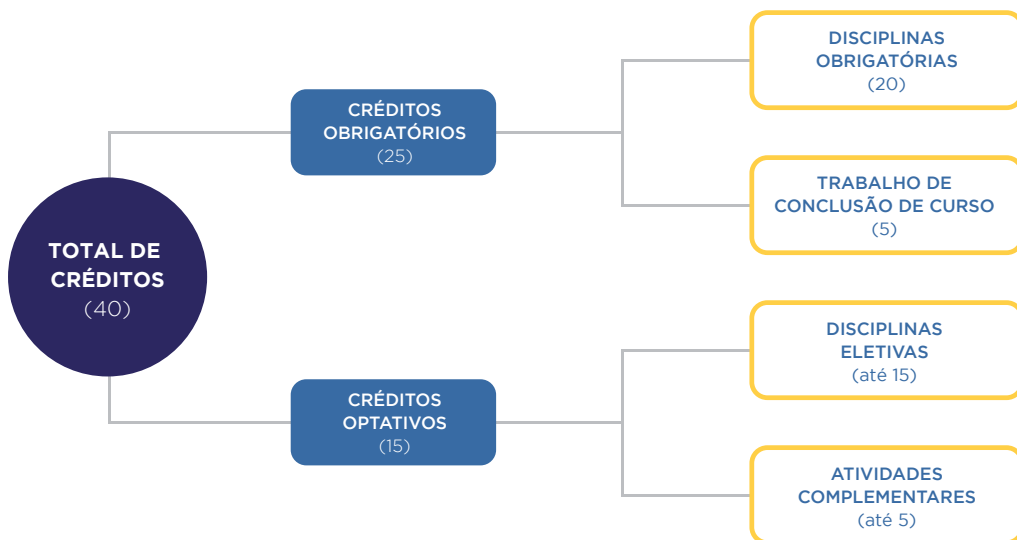 TOTAL DE
CRÉDITOS
(40)
CRÉDITOS
OBRIGATÓRIOS
(25)
DISCIPLINAS
OBRIGATÓRIAS
(20)
TRABALHO DE
CONCLUSÃO DE CURSO
(5)
CRÉDITOS
OPTATIVOS
(15)
DISCIPLINAS
ELETIVAS
(até 15)
ATIVIDADES
COMPLEMENTARES
(até 5)